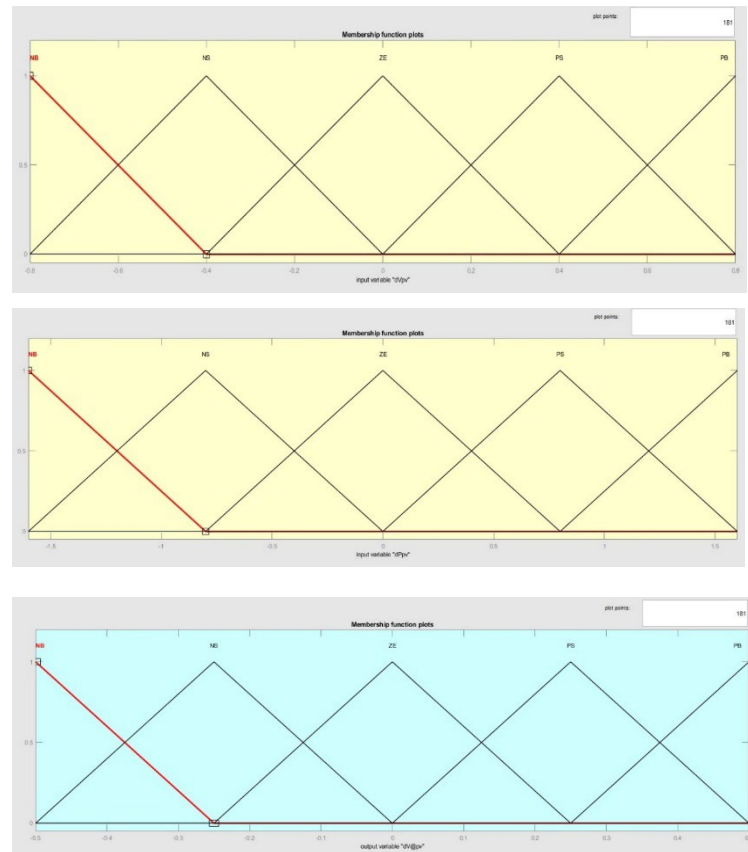 plot points: 181
Membership function plots
NB NS ZE PS PB
1
0.5
0
-0.8 -0.6 -0.4 -0.2 0 0.2 0.4 0.6 0.8
input variable "dVpv"
plot points: 181
Membership function plots
NB NS ZE PS PB
1
0.5
0
-1.5 -1 -0.5 0 0.5 1 1.5
input variable "dPpv"
plot points: 181
Membership function plots
NB NS ZE PS PB
1
0.5
0
-0.5 -0.4 -0.3 -0.2 -0.1 0 0.1 0.2 0.3 0.4
output variable "dV@pv"